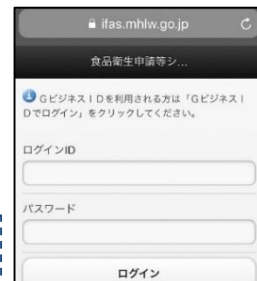 ifas.mhlw.go.jp
食品衛生申請等シ...
GビジネスIDを利用される方は「GビジネスI
Dでログイン」をクリックしてください。
ログインID
パスワード
ログイン